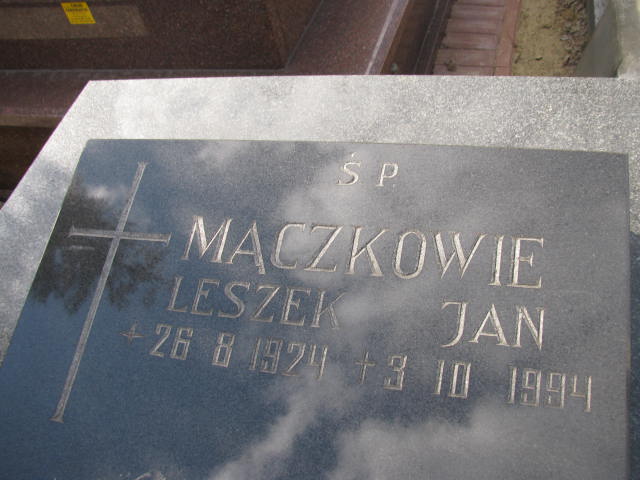 Ś P.
MĄCZKOWIE
LESZEK JAN
+ 26 8 1924 + 3 10 1994